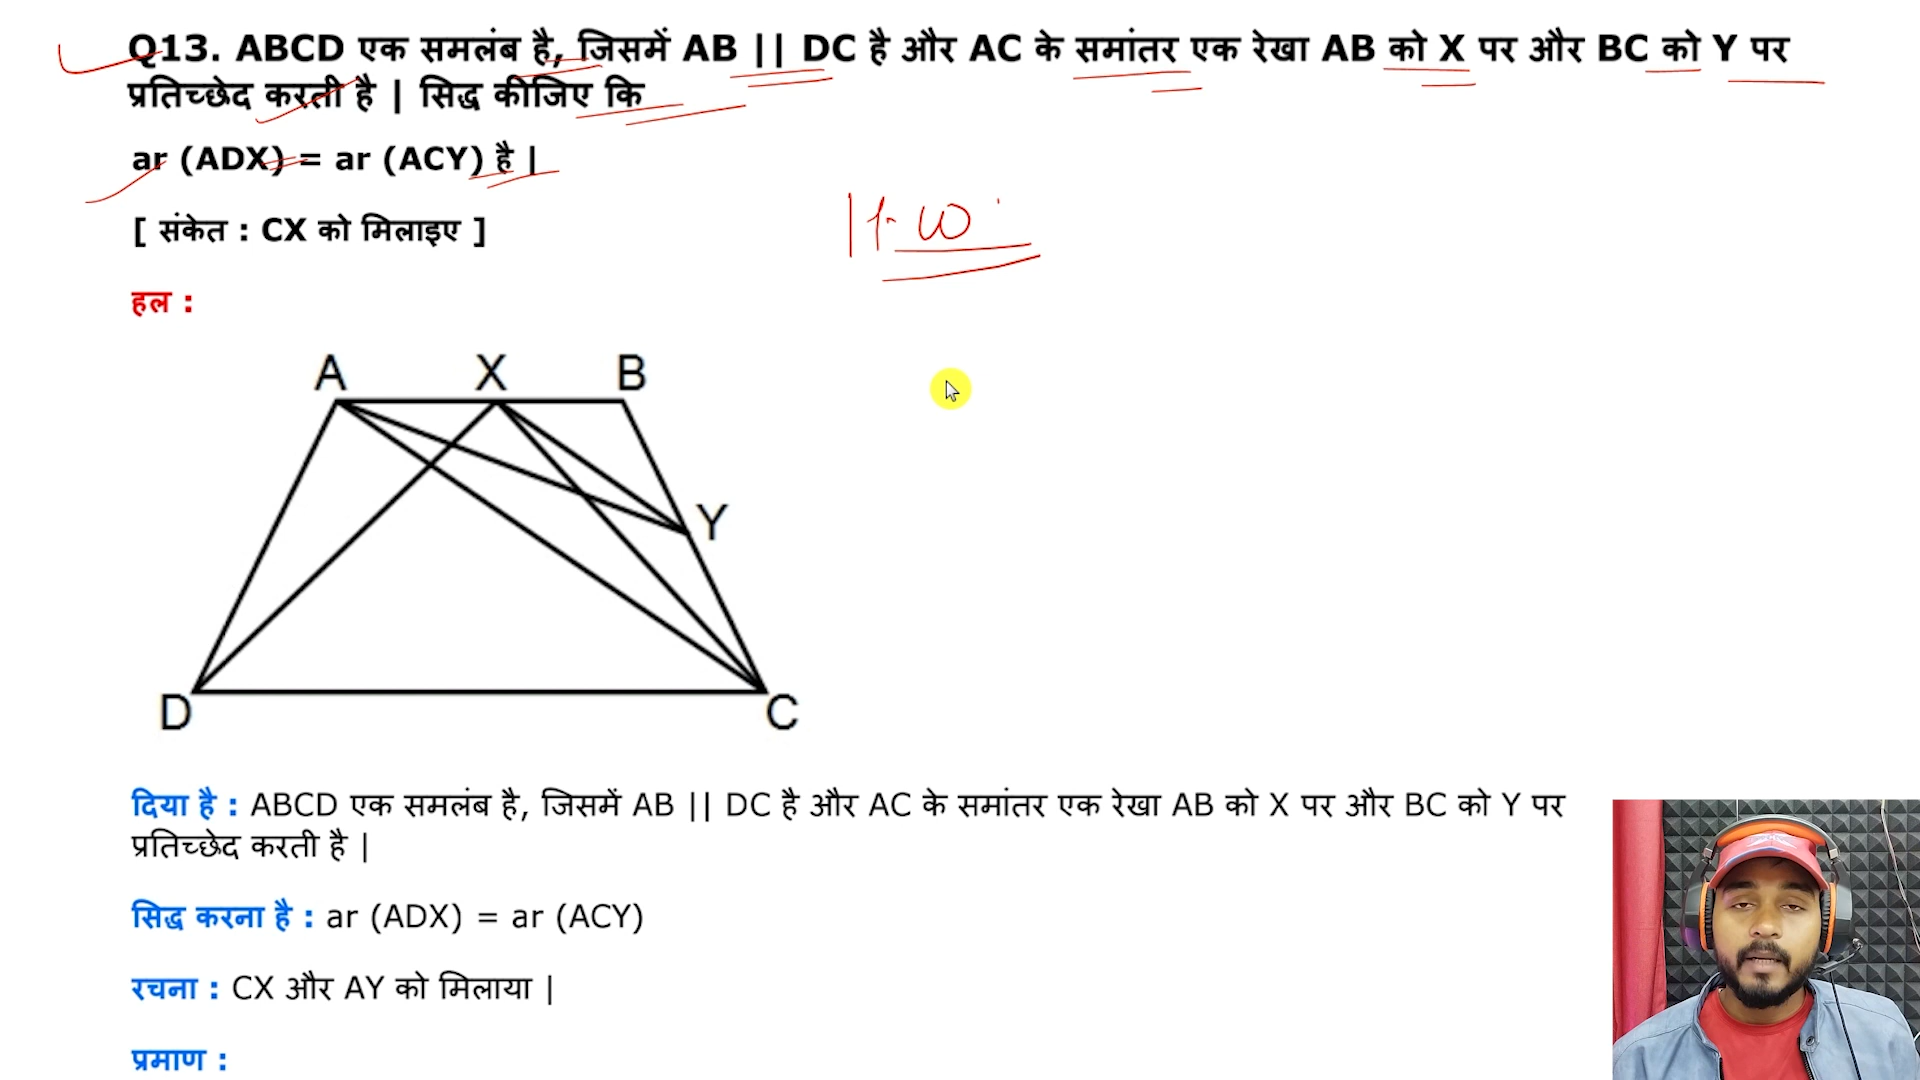 Q13. ABCD एक समलंब है, जिसमें AB || DC है और AC के समांतर एक रेखा AB को X पर और BC को Y पर
प्रतिच्छेद करती है | सिद्ध कीजिए कि
ar (ADX) = ar (ACY) है |
[ संकेत : CX को मिलाइए ]
हल :
A X B
Y
D C
दिया है : ABCD एक समलंब है, जिसमें AB || DC है और AC के समांतर एक रेखा AB को X पर और BC को Y पर
प्रतिच्छेद करती है |
सिद्ध करना है : ar (ADX) = ar (ACY)
रचना : CX और AY को मिलाया |
प्रमाण :